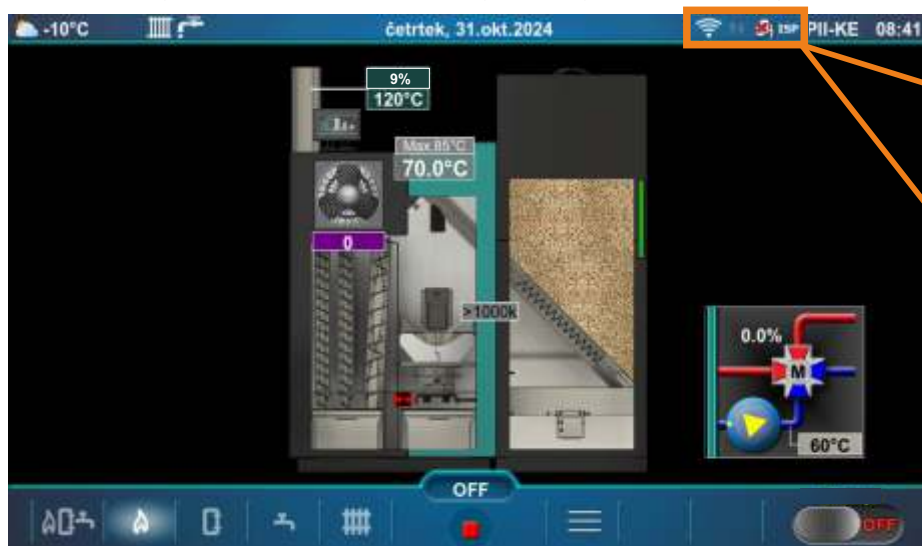 -10°C četrtek, 31.okt.2024 ISP PII-KE 08:41
9%
120°C
Max.85°C
70.0°C
0
>1000k
0.0%
M
60°C
OFF
OFF